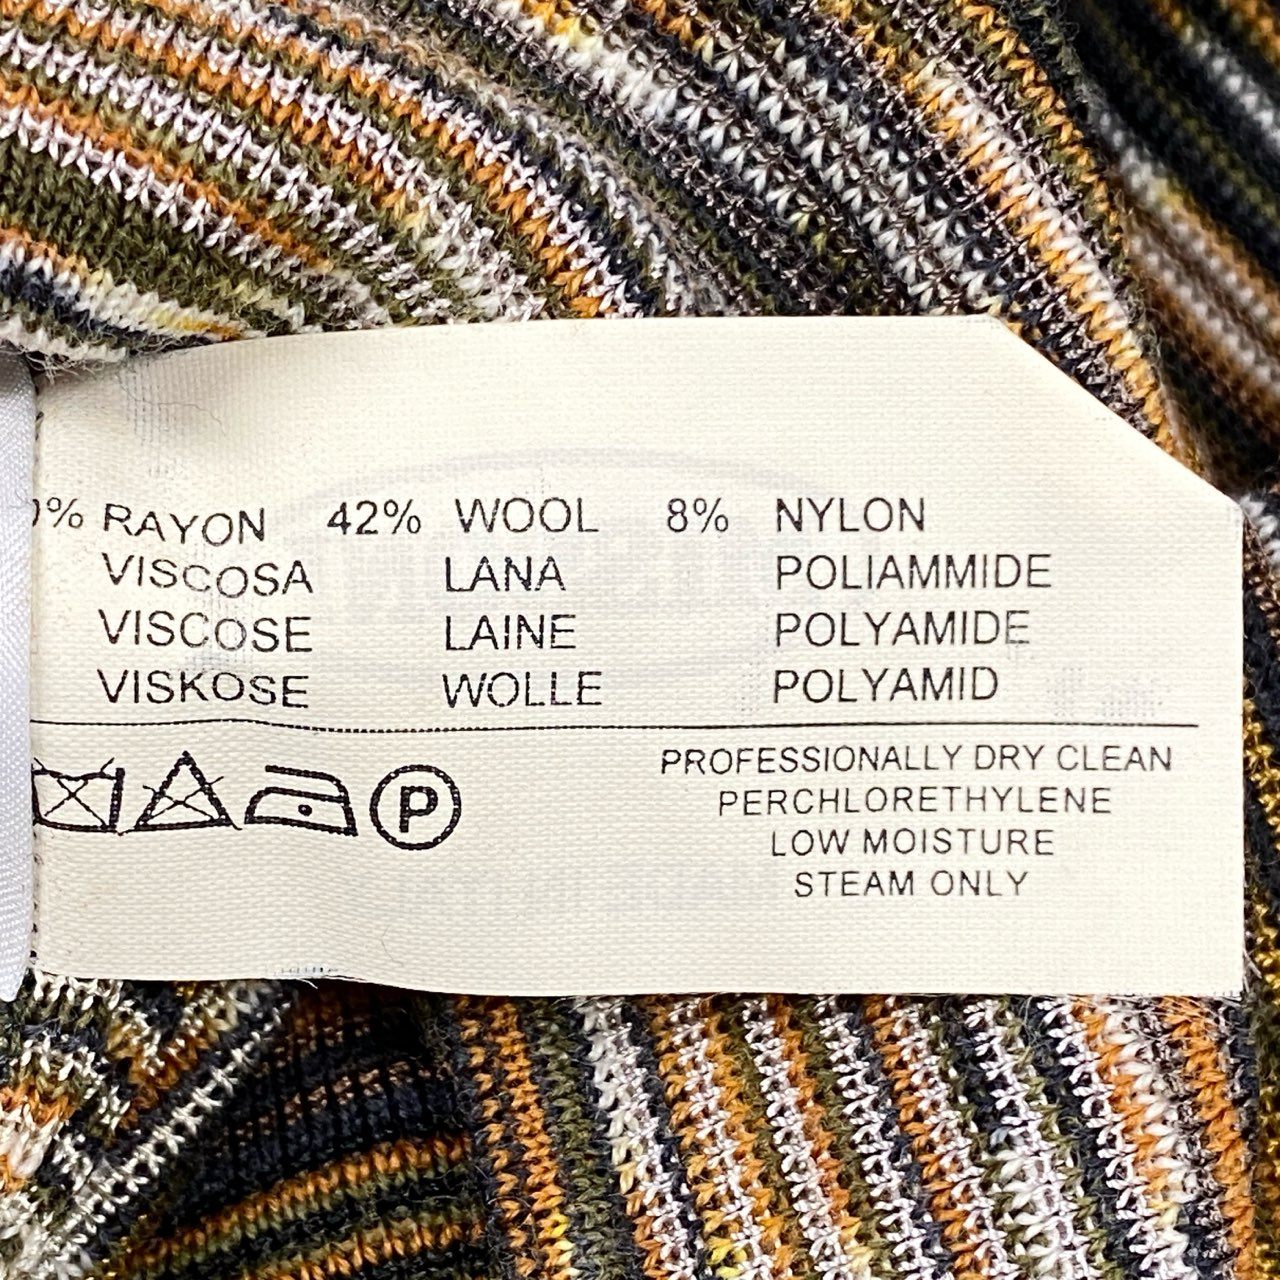 % RAYON 42% WOOL 8% NYLON
VISCOSA LANA POLIAMMIDE
VISCOSE LAINE POLYAMIDE
VISKOSE WOLLE POLYAMID
P
PROFESSIONALLY DRY CLEAN
PERCHLORETHYLENE
LOW MOISTURE
STEAM ONLY